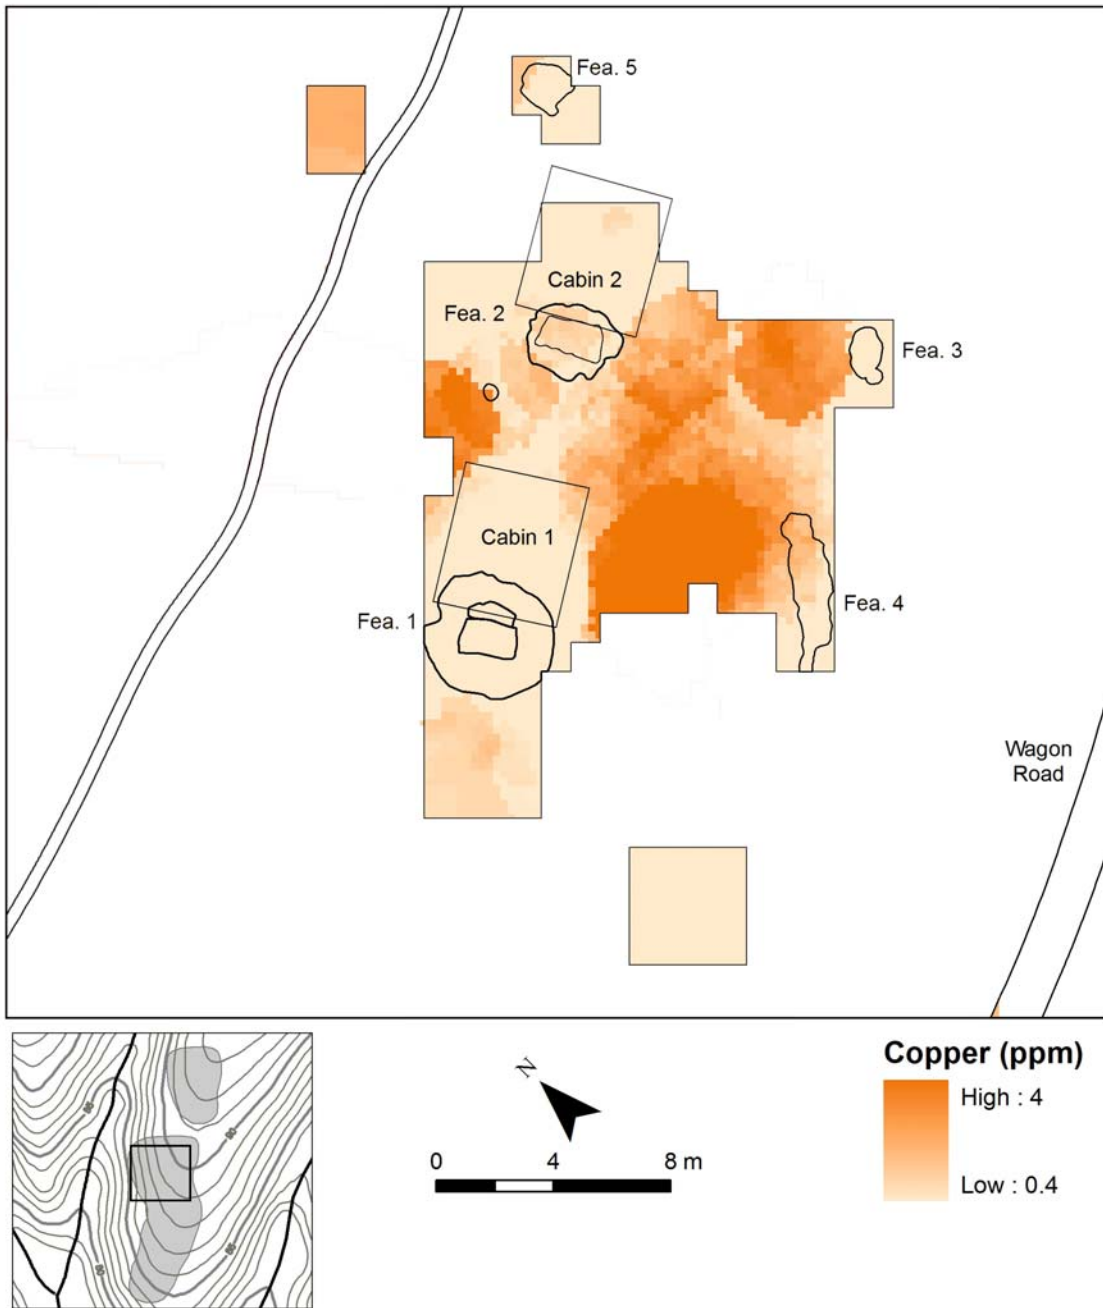 Fea. 5
Cabin 2
Fea. 2
Fea. 3
Cabin 1
Fea. 4
Fea. 1
Wagon
Road
N
Copper (ppm)
High : 4
Low : 0.4
0 4 8 m